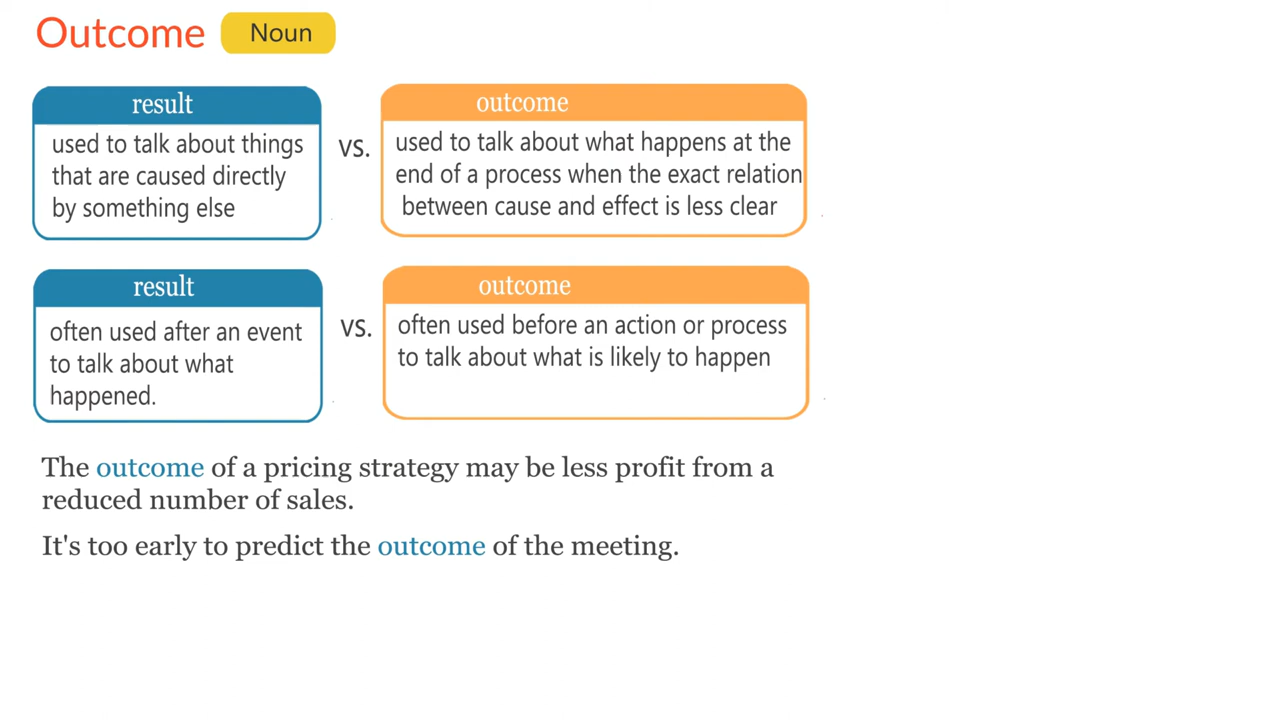 Outcome Noun
result
used to talk about things
that are caused directly
by something else
vs.
outcome
used to talk about what happens at the
end of a process when the exact relation
between cause and effect is less clear
result
often used after an event
to talk about what
happened.
vs.
outcome
often used before an action or process
to talk about what is likely to happen
The outcome of a pricing strategy may be less profit from a
reduced number of sales.
It's too early to predict the outcome of the meeting.